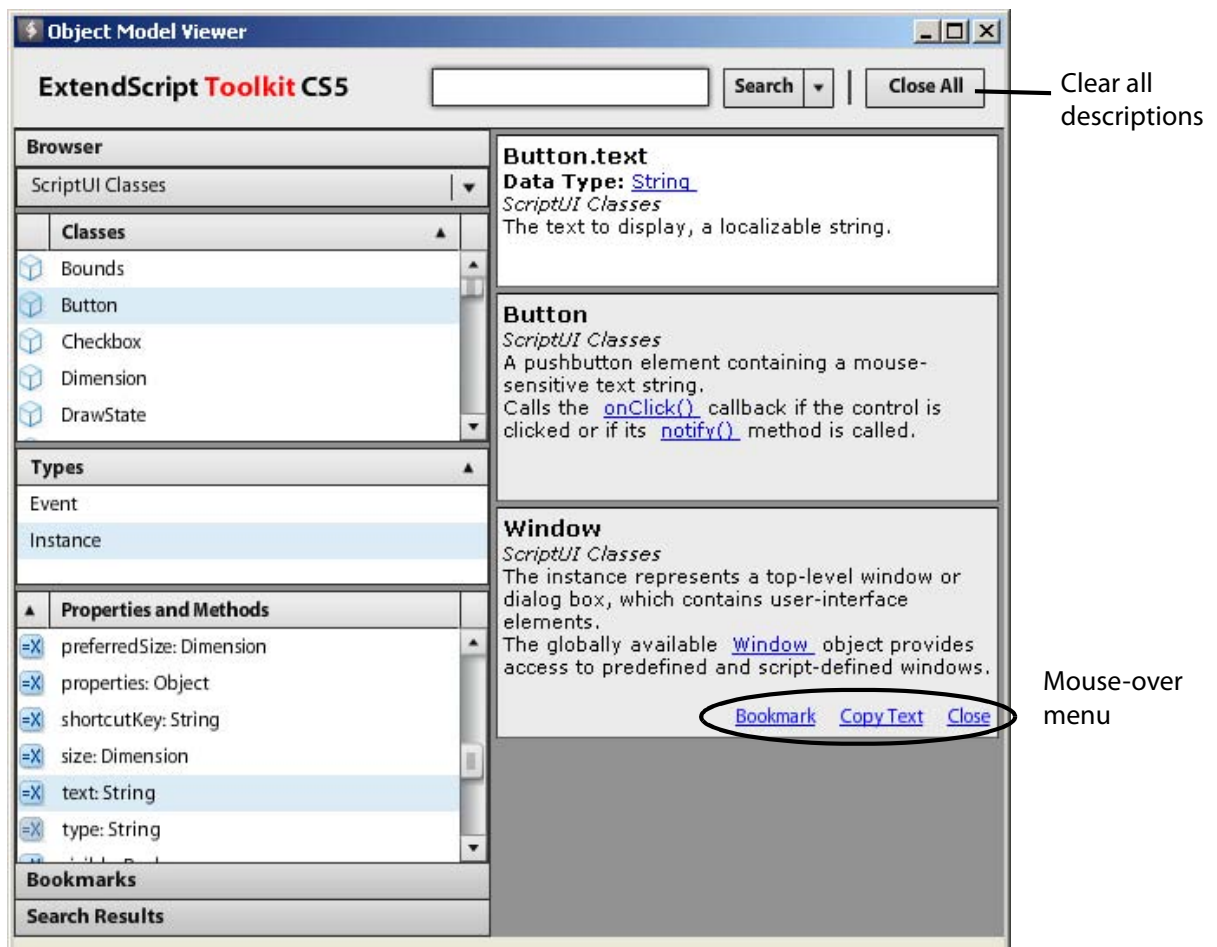 Object Model Viewer
ExtendScript Toolkit CS5
Search
Close All
Clear all
descriptions
Browser
ScriptUI Classes
Classes
Bounds
Button
Checkbox
Dimension
DrawState
Types
Event
Instance
Properties and Methods
preferredSize: Dimension
properties: Object
shortcutKey: String
size: Dimension
text: String
type: String
Bookmarks
Search Results
Button.text
Data Type: String
ScriptUI Classes
The text to display, a localizable string.
Button
ScriptUI Classes
A pushbutton element containing a mouse-
sensitive text string.
Calls the onClick() callback if the control is
clicked or if its notify() method is called.
Window
ScriptUI Classes
The instance represents a top-level window or
dialog box, which contains user-interface
elements.
The globally available Window object provides
access to predefined and script-defined windows.
Bookmark Copy Text Close
Mouse-over
menu